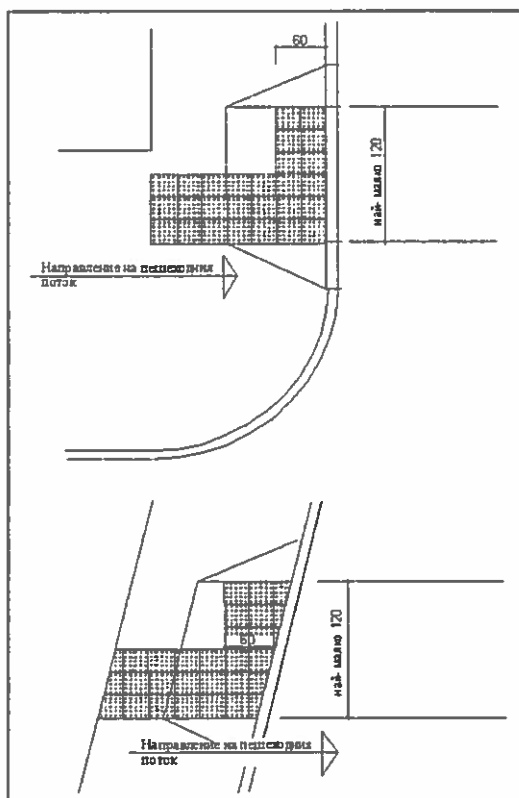 60
най- малко 120
Направление на пешеходния
поток
60
най- малко 120
Направление на пешеходния
поток